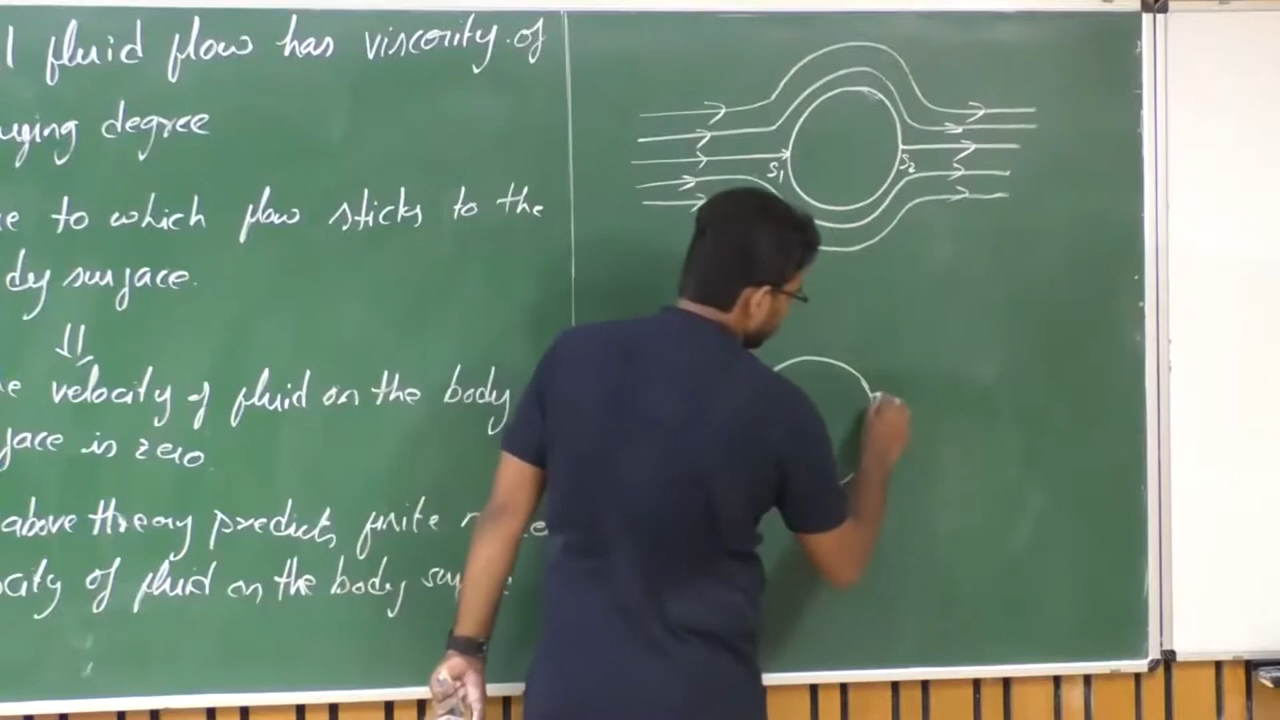 l fluid flow has viscosity of
ying degree
e to which flow sticks to the
dy surface.
⇓
e velocity of fluid on the body
face is zero.
above theory predicts finite
ocity of fluid on the body
S1
S2